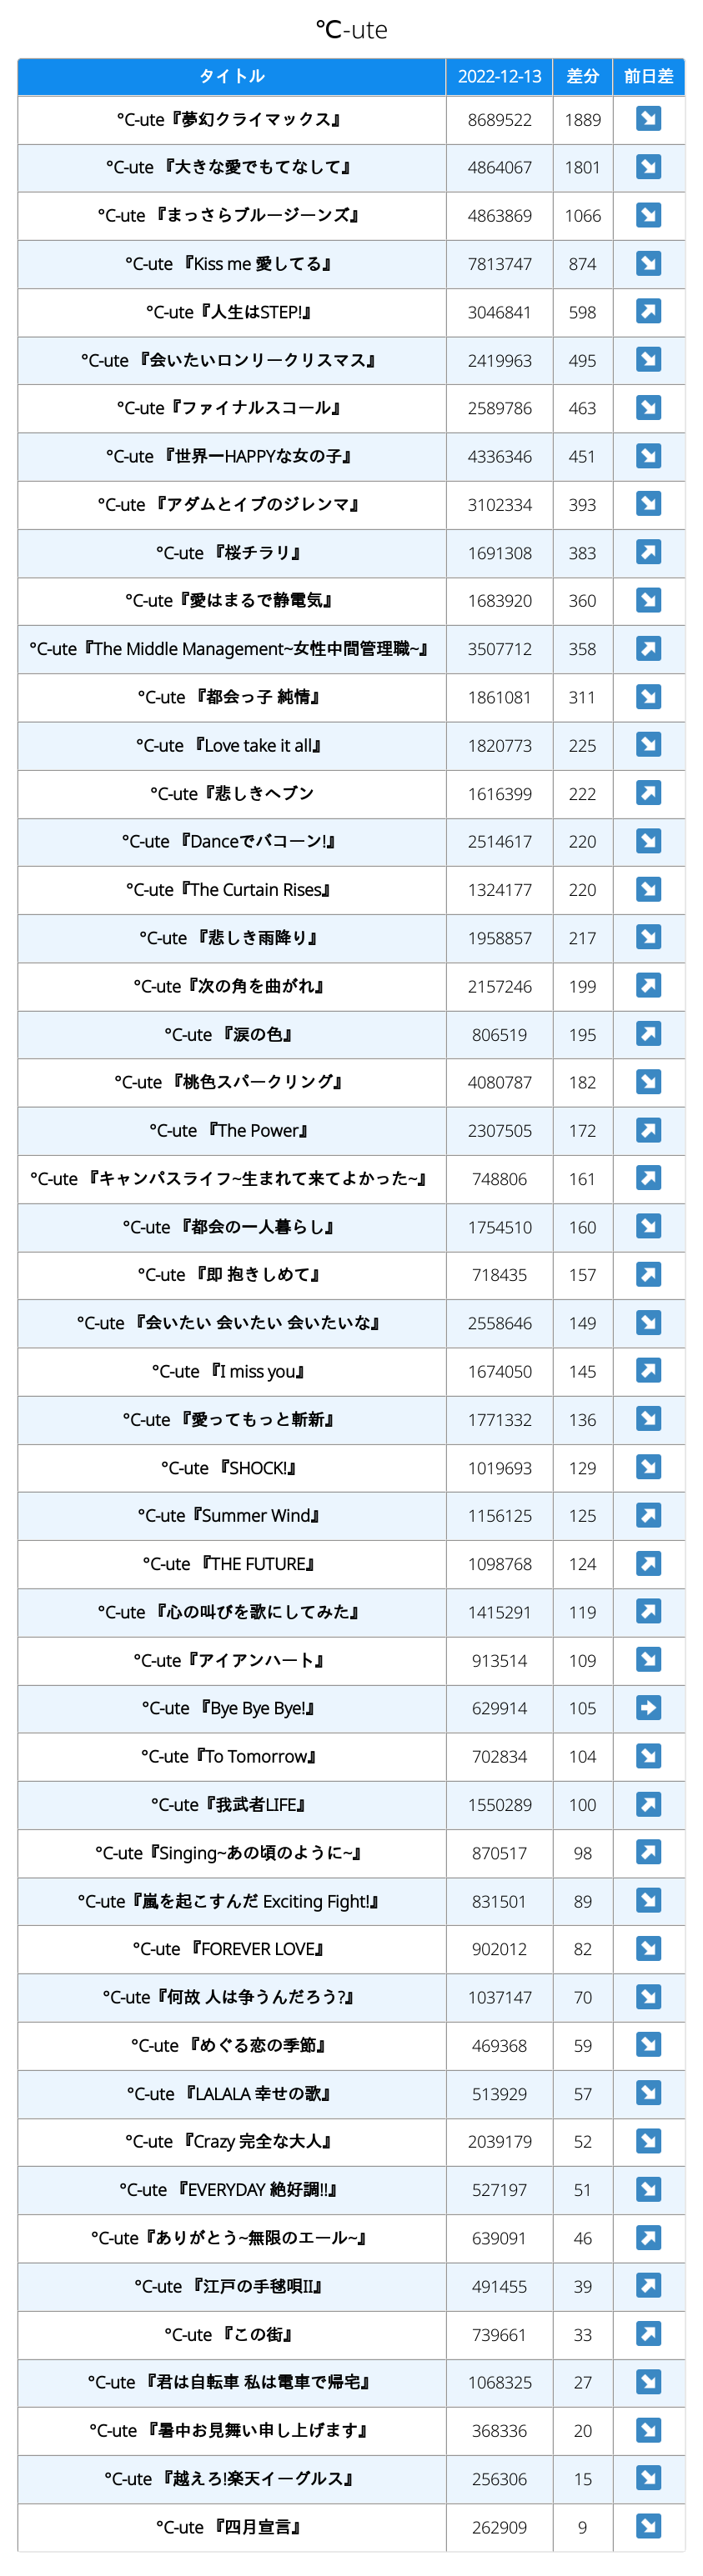 ℃-ute
タイトル 2022-12-13 差分 前日差
°C-ute『夢幻クライマックス』 8689522 1889 ↘
°C-ute 『大きな愛でもてなして』 4864067 1801 ↘
°C-ute 『まっさらブルージーンズ』 4863869 1066 ↘
°C-ute 『Kiss me 愛してる』 7813747 874 ↘
°C-ute『人生はSTEP!』 3046841 598 ↗
°C-ute 『会いたいロンリークリスマス』 2419963 495 ↘
°C-ute『ファイナルスコール』 2589786 463 ↘
°C-ute 『世界一HAPPYな女の子』 4336346 451 ↘
°C-ute 『アダムとイブのジレンマ』 3102334 393 ↘
°C-ute 『桜チラリ』 1691308 383 ↗
°C-ute『愛はまるで静電気』 1683920 360 ↘
°C-ute『The Middle Management~女性中間管理職~』 3507712 358 ↗
°C-ute 『都会っ子 純情』 1861081 311 ↘
°C-ute 『Love take it all』 1820773 225 ↘
°C-ute『悲しきヘブン 1616399 222 ↗
°C-ute 『Danceでバコーン!』 2514617 220 ↘
°C-ute『The Curtain Rises』 1324177 220 ↘
°C-ute 『悲しき雨降り』 1958857 217 ↘
°C-ute『次の角を曲がれ』 2157246 199 ↗
°C-ute 『涙の色』 806519 195 ↗
°C-ute 『桃色スパークリング』 4080787 182 ↘
°C-ute 『The Power』 2307505 172 ↗
°C-ute 『キャンパスライフ~生まれて来てよかった~』 748806 161 ↗
°C-ute 『都会の一人暮らし』 1754510 160 ↘
°C-ute 『即 抱きしめて』 718435 157 ↗
°C-ute 『会いたい 会いたい 会いたいな』 2558646 149 ↘
°C-ute 『I miss you』 1674050 145 ↗
°C-ute 『愛ってもっと斬新』 1771332 136 ↘
°C-ute 『SHOCK!』 1019693 129 ↘
°C-ute『Summer Wind』 1156125 125 ↗
°C-ute 『THE FUTURE』 1098768 124 ↗
°C-ute 『心の叫びを歌にしてみた』 1415291 119 ↗
°C-ute『アイアンハート』 913514 109 ↘
°C-ute 『Bye Bye Bye!』 629914 105 ➡
°C-ute『To Tomorrow』 702834 104 ↘
°C-ute『我武者LIFE』 1550289 100 ↗
°C-ute『Singing~あの頃のように~』 870517 98 ↗
°C-ute『嵐を起こすんだ Exciting Fight!』 831501 89 ↘
°C-ute 『FOREVER LOVE』 902012 82 ↘
°C-ute『何故 人は争うんだろう?』 1037147 70 ↘
°C-ute 『めぐる恋の季節』 469368 59 ↘
°C-ute 『LALALA 幸せの歌』 513929 57 ↘
°C-ute 『Crazy 完全な大人』 2039179 52 ↘
°C-ute 『EVERYDAY 絶好調!!』 527197 51 ↘
°C-ute『ありがとう~無限のエール~』 639091 46 ↗
°C-ute 『江戸の手毬唄II』 491455 39 ↗
°C-ute 『この街』 739661 33 ↗
°C-ute 『君は自転車 私は電車で帰宅』 1068325 27 ↘
°C-ute 『暑中お見舞い申し上げます』 368336 20 ↘
°C-ute 『越えろ!楽天イーグルス』 256306 15 ↘
°C-ute 『四月宣言』 262909 9 ↘